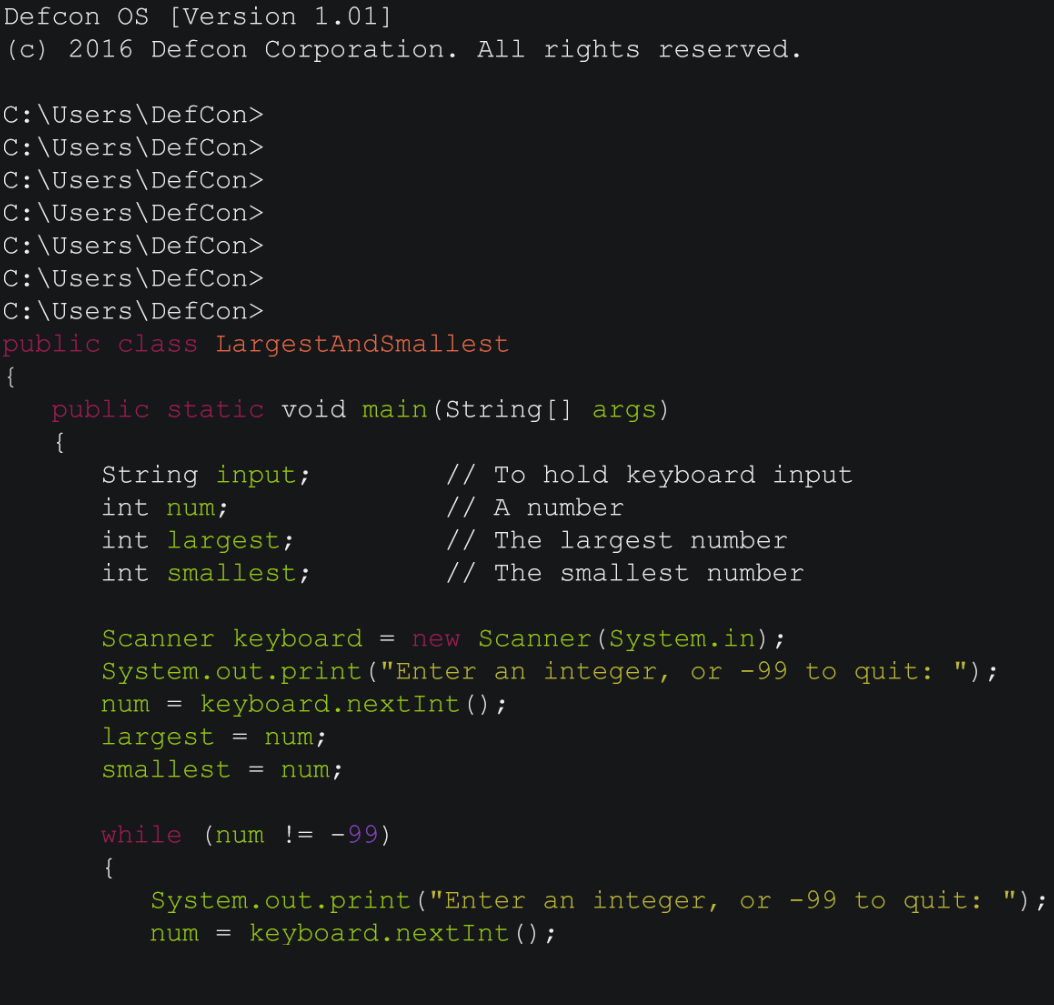 Defcon OS [Version 1.01]
(c) 2016 Defcon Corporation. All rights reserved.
C:\Users\DefCon>
C:\Users\DefCon>
C:\Users\DefCon>
C:\Users\DefCon>
C:\Users\DefCon>
C:\Users\DefCon>
C:\Users\DefCon>
public class LargestAndSmallest
{
   public static void main(String[] args)
   {
      String input;        // To hold keyboard input
      int num;             // A number
      int largest;         // The largest number
      int smallest;        // The smallest number
      Scanner keyboard = new Scanner(System.in);
      System.out.print("Enter an integer, or -99 to quit: ");
      num = keyboard.nextInt();
      largest = num;
      smallest = num;
      while (num != -99)
      {
         System.out.print("Enter an integer, or -99 to quit: ");
         num = keyboard.nextInt();